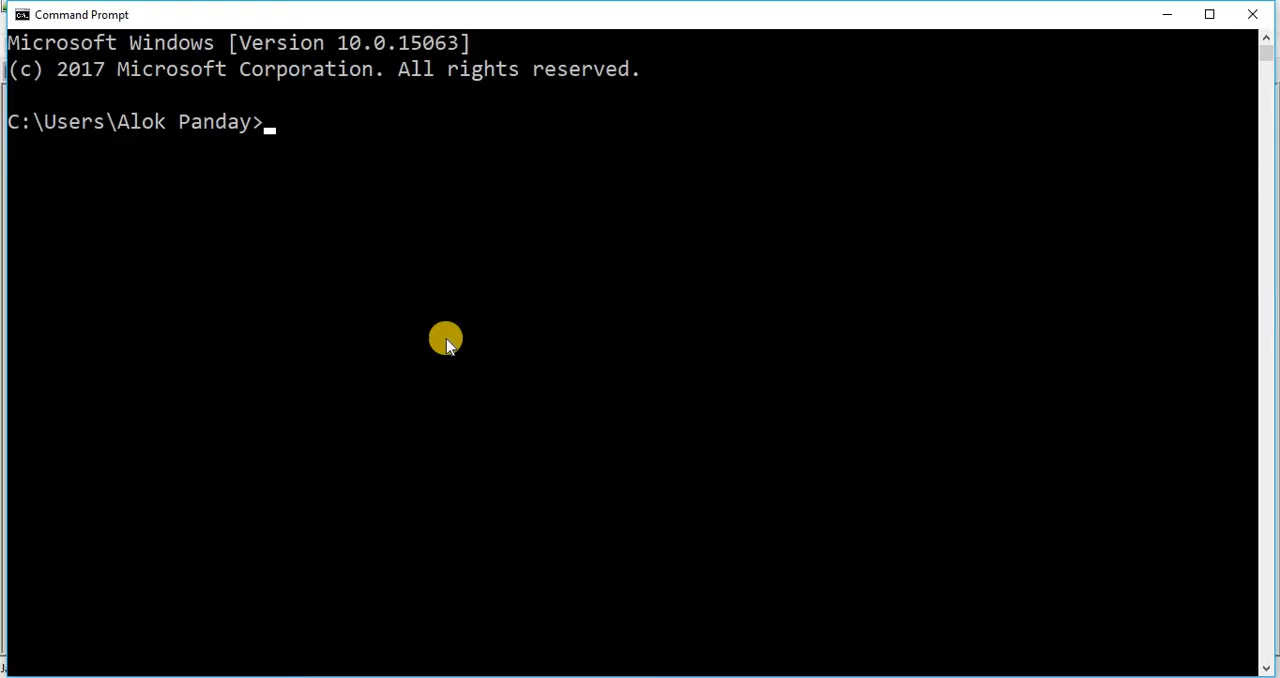 Command Prompt
Microsoft Windows [Version 10.0.15063]
(c) 2017 Microsoft Corporation. All rights reserved.
C:\Users\Alok Panday>